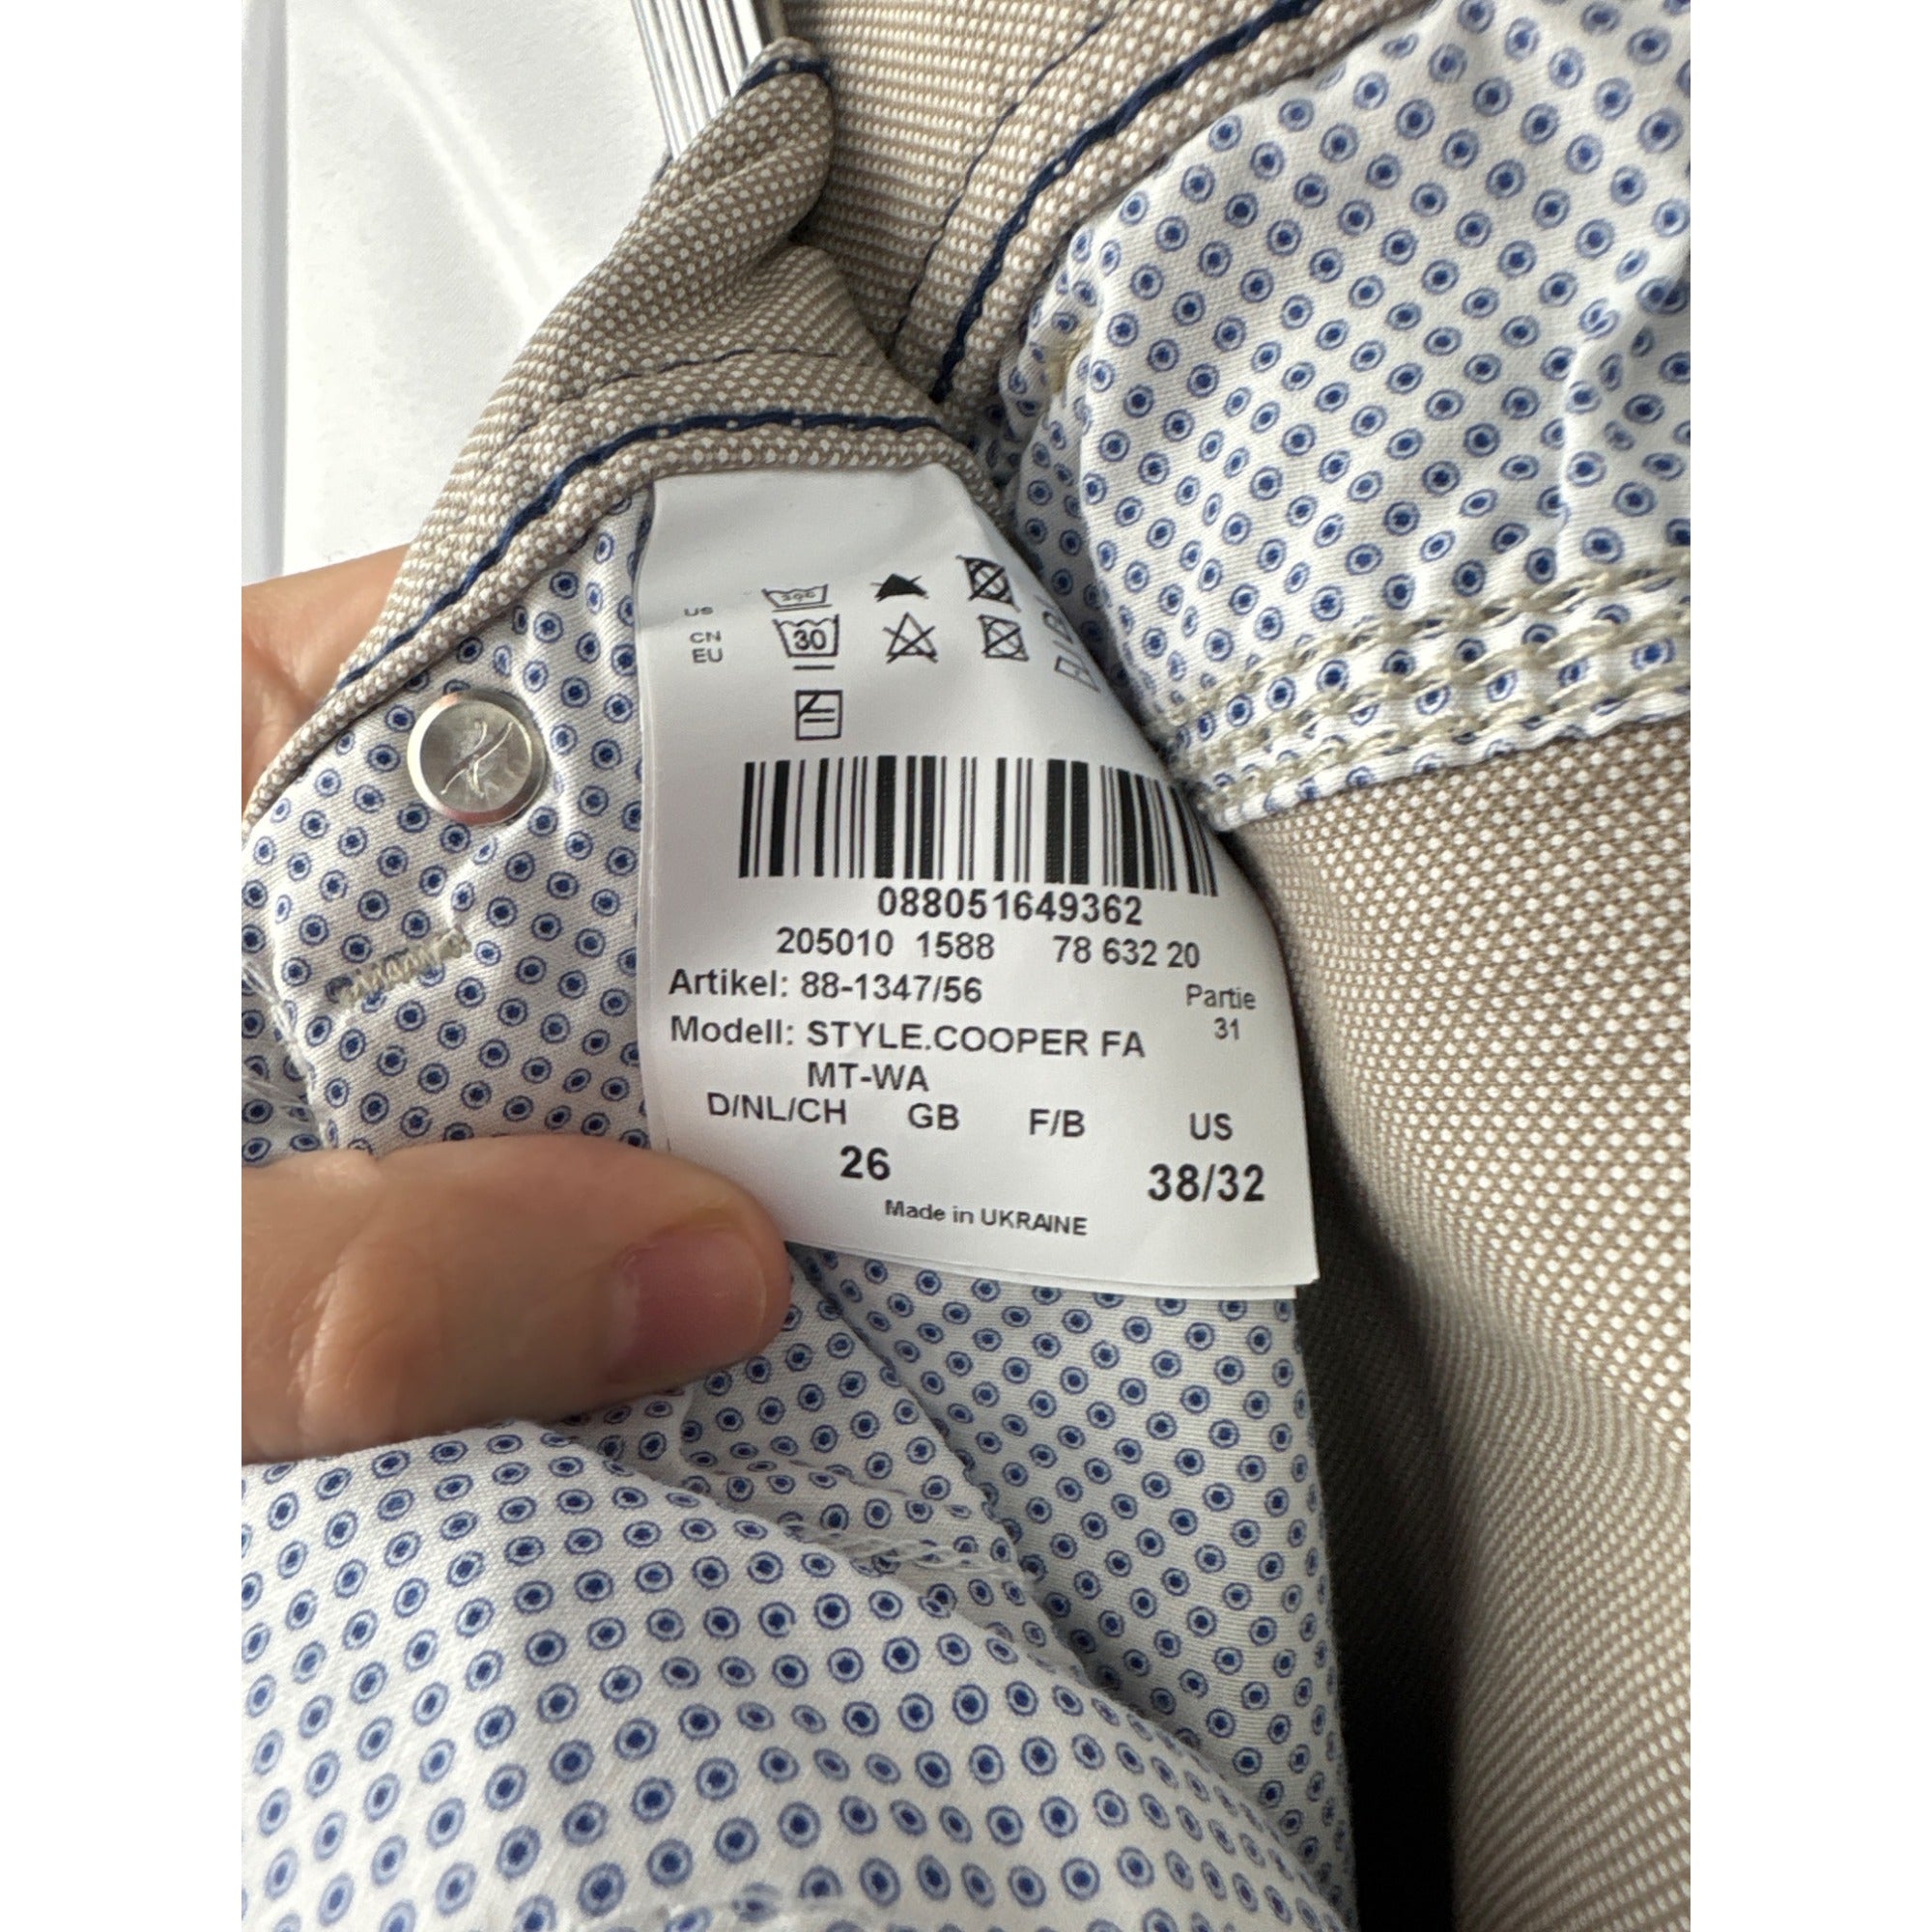 US
30c
CN
EU
30
088051649362
205010 1588 78 632 20
Artikel: 88-1347/56 Partie
31
Modell: STYLE.COOPER FA
MT-WA
D/NL/CH GB F/B US
26 38/32
Made in UKRAINE